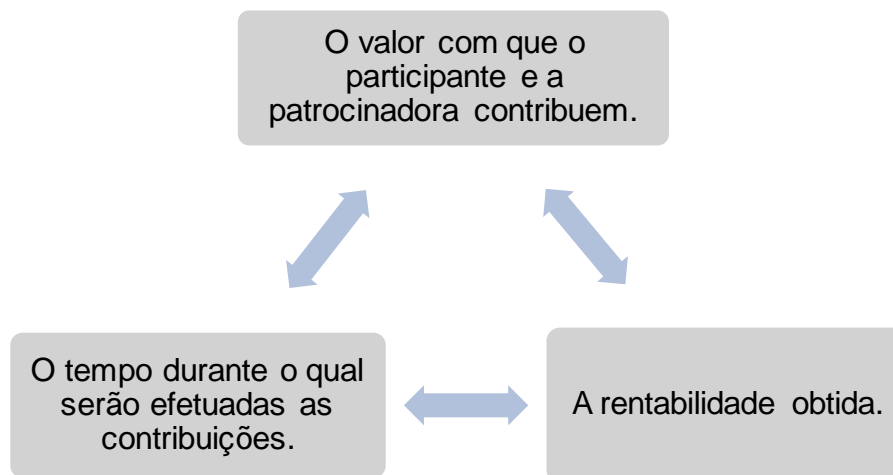 O valor com que o
participante e a
patrocinadora contribuem.
O tempo durante o qual
serão efetuadas as
contribuições.
A rentabilidade obtida.